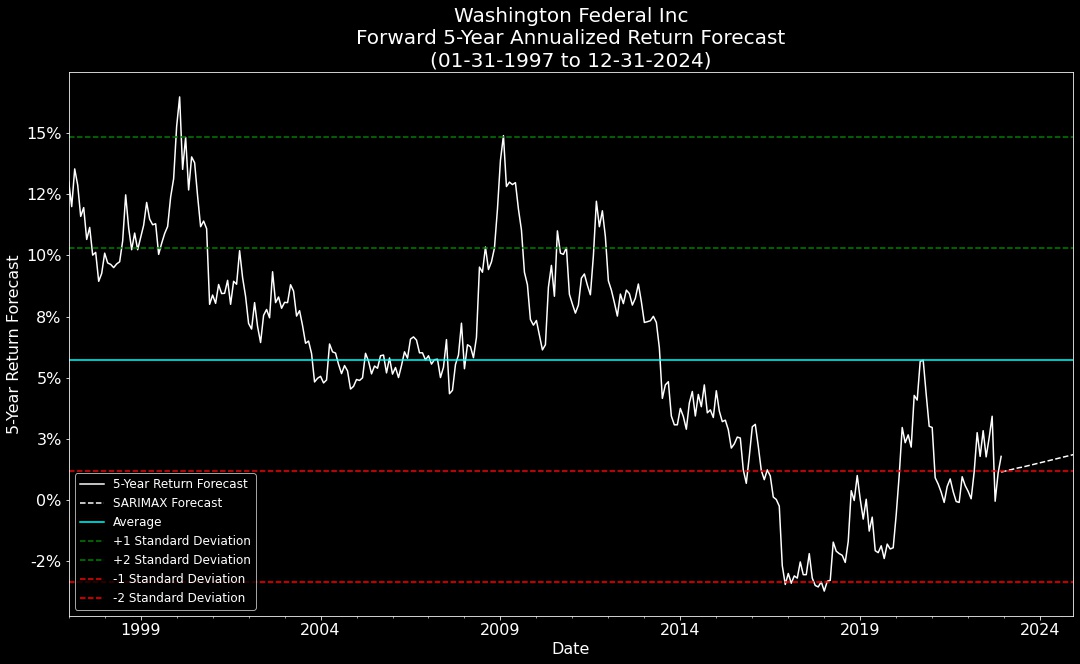 Washington Federal Inc
Forward 5-Year Annualized Return Forecast
(01-31-1997 to 12-31-2024)
5-Year Return Forecast
15%
12%
10%
8%
5%
3%
0%
-2%
5-Year Return Forecast
SARIMAX Forecast
Average
+1 Standard Deviation
+2 Standard Deviation
-1 Standard Deviation
-2 Standard Deviation
1999
2004
2009
2014
2019
2024
Date